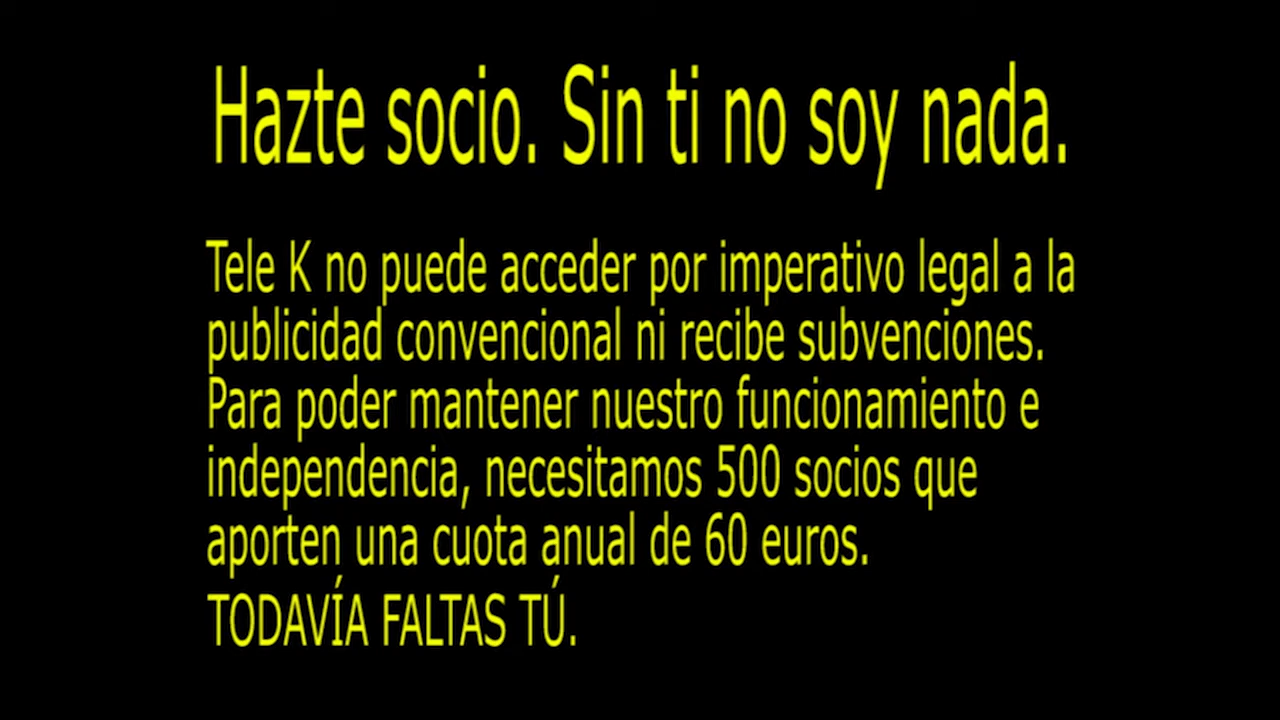 Hazte socio. Sin ti no soy nada.
Tele K no puede acceder por imperativo legal a la
publicidad convencional ni recibe subvenciones.
Para poder mantener nuestro funcionamiento e
independencia, necesitamos 500 socios que
aporten una cuota anual de 60 euros.
TODAVÍA FALTAS TÚ.